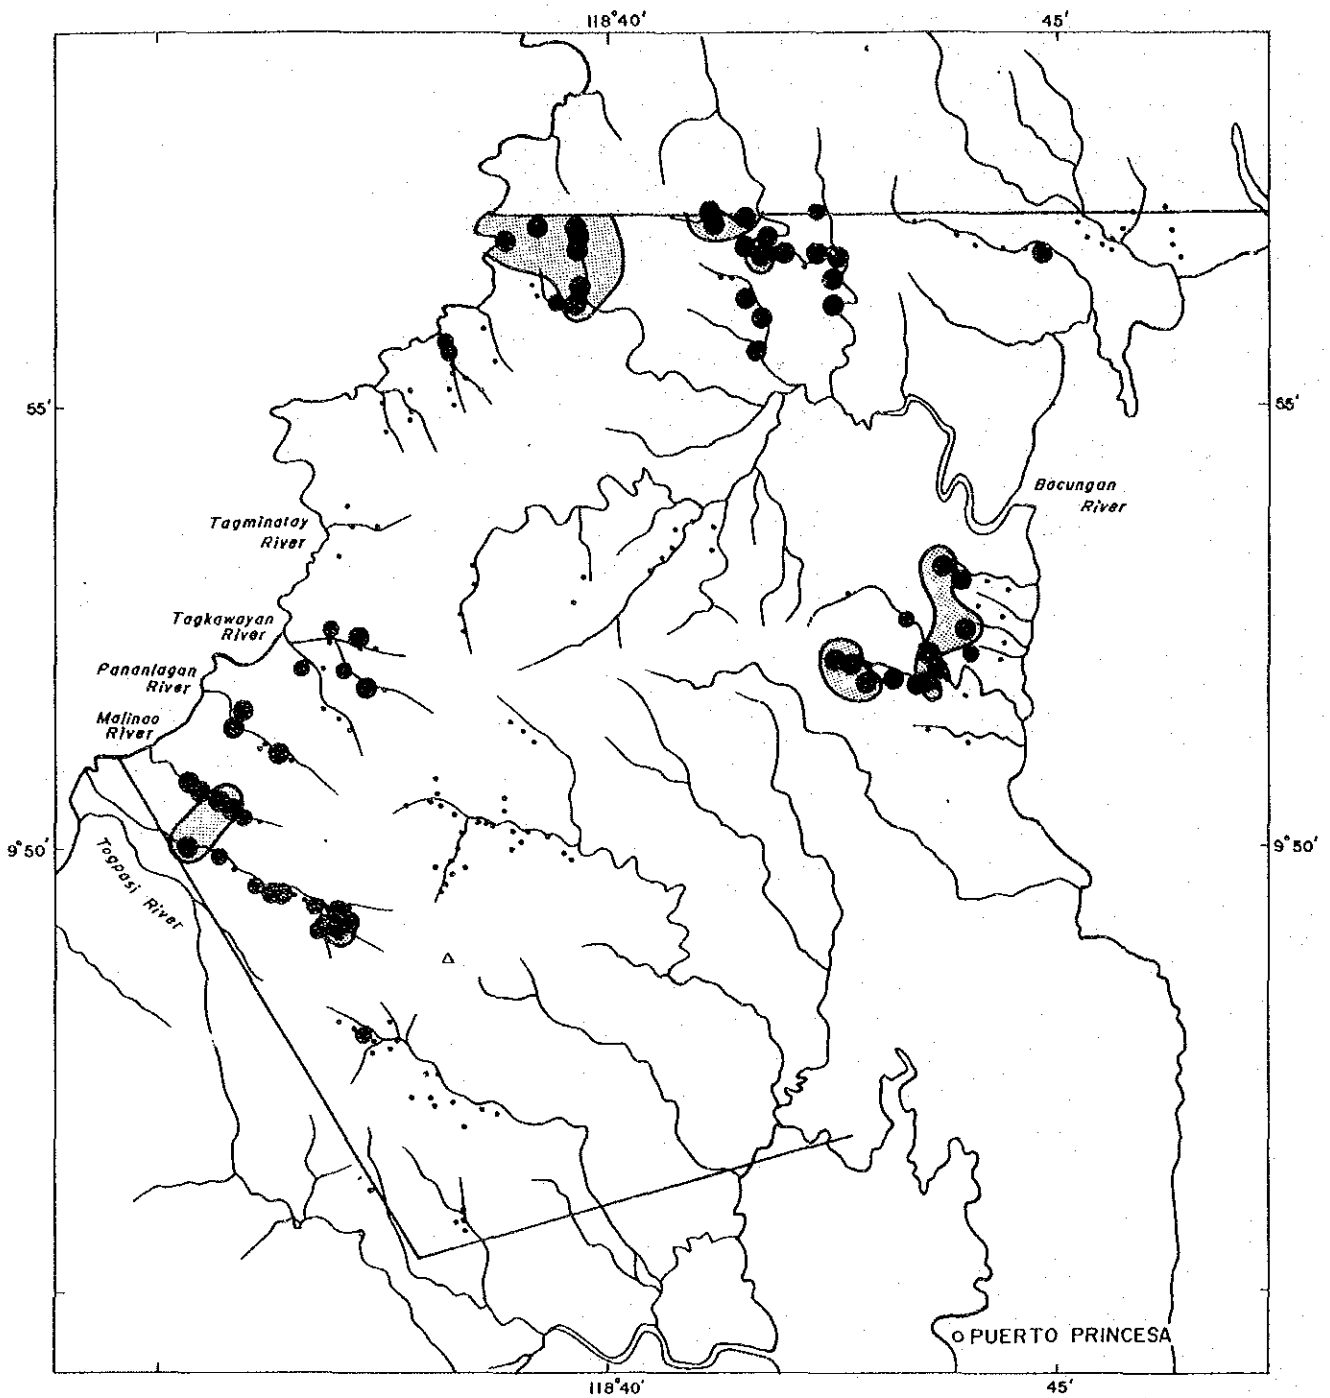 118°40′
45′
55′
55′
Bacungan
River
Tagminatay
River
Tagkawayan
River
Pananlagan
River
Malinao
River
9°50′
9°50′
Togpasi River
PUERTO PRINCESA
118°40′
45′